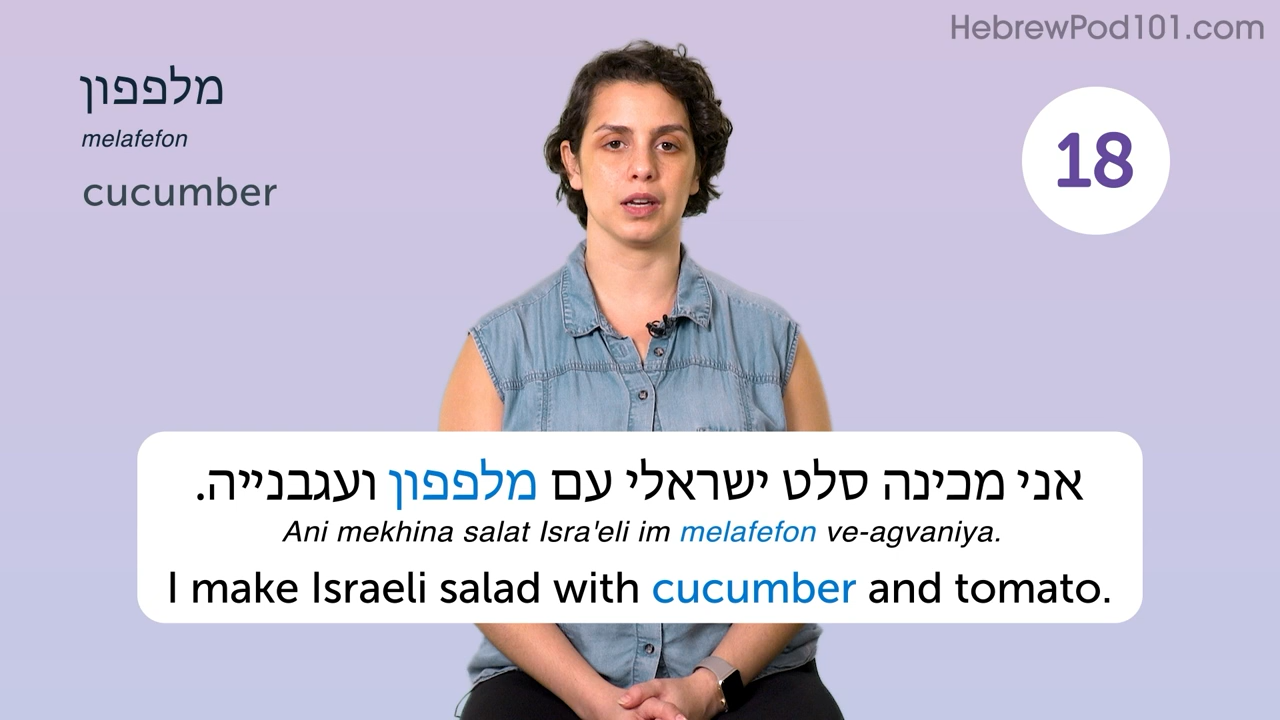 HebrewPod101.com
מלפפון
melafefon
cucumber
18
אני מכינה סלט ישראלי עם מלפפון ועגבנייה.
Ani mekhina salat Isra'eli im melafefon ve-agvaniya.
I make Israeli salad with cucumber and tomato.